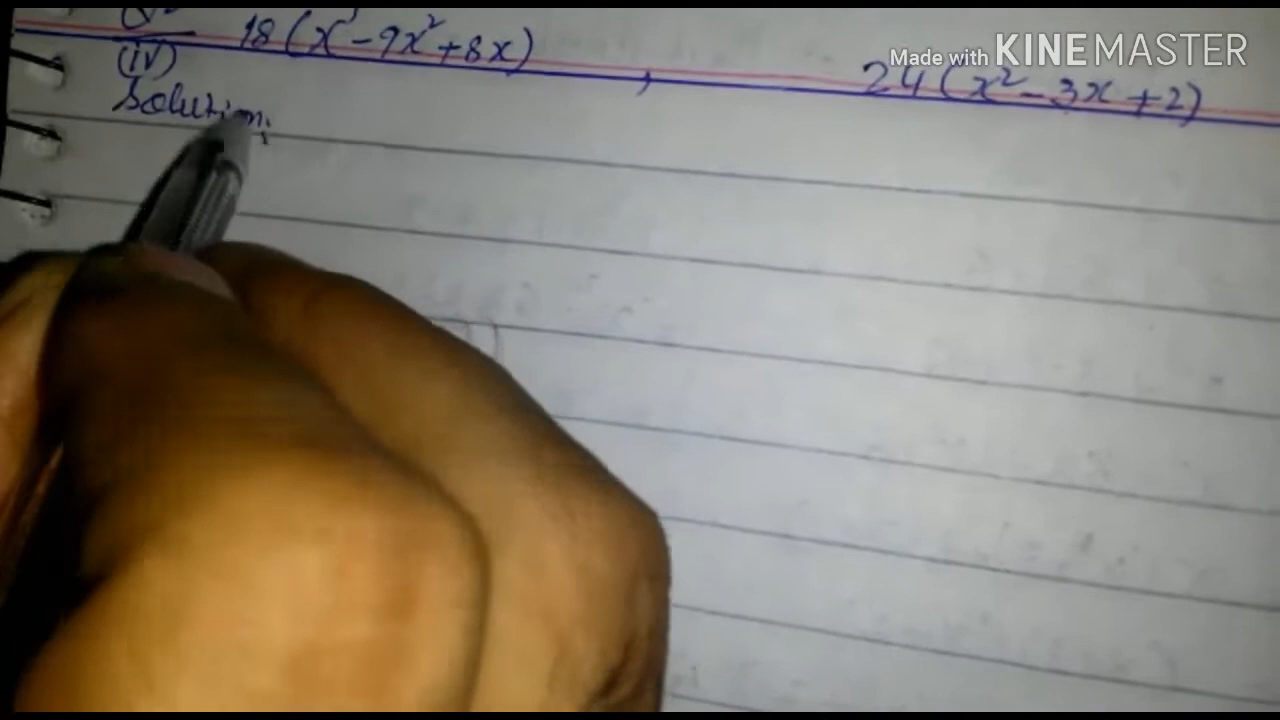 18(x³-9x²+8x) , 24(x²-3x+2)
(iv)
Solution:
Made with KINEMASTER